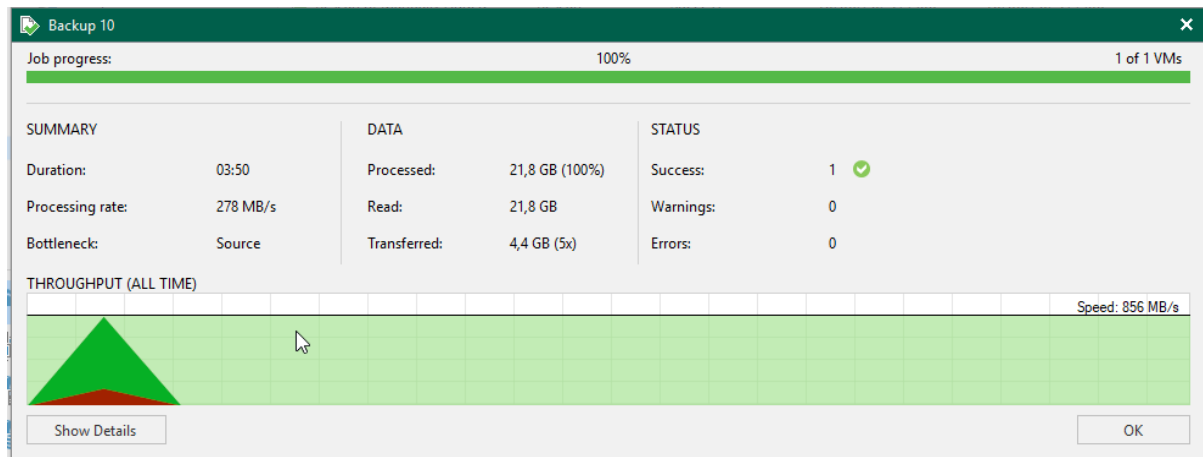 Backup 10
Job progress: 100% 1 of 1 VMs
SUMMARY DATA STATUS
Duration: 03:50 Processed: 21,8 GB (100%) Success: 1
Processing rate: 278 MB/s Read: 21,8 GB Warnings: 0
Bottleneck: Source Transferred: 4,4 GB (5x) Errors: 0
THROUGHPUT (ALL TIME)
Speed: 856 MB/s
Show Details OK